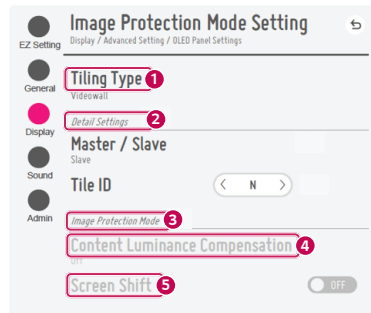 Image Protection Mode Setting
Display / Advanced Setting / OLED Panel Settings
EZ Setting
General
Display
Sound
Admin
Tiling Type 1
Videowall
Detail Settings 2
Master / Slave
Slave
Tile ID < N >
Image Protection Mode 3
Content Luminance Compensation 4
Off
Screen Shift 5 OFF